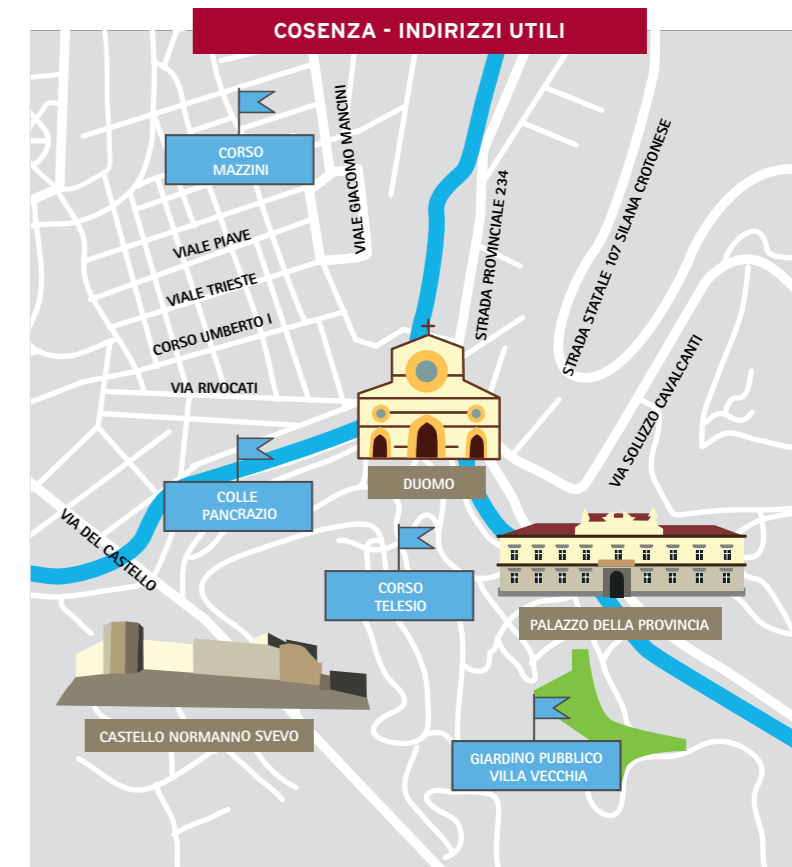 COSENZA - INDIRIZZI UTILI
CORSO
MAZZINI
VIALE GIACOMO MANCINI
STRADA PROVINCIALE 234
STRADA STATALE 107 SILANA CROTONESE
VIALE PIAVE
VIALE TRIESTE
CORSO UMBERTO I
VIA RIVOCATI
VIA SOLUZZO CAVALCANTI
DUOMO
COLLE
PANCRAZIO
VIA DEL CASTELLO
CORSO
TELESIO
PALAZZO DELLA PROVINCIA
CASTELLO NORMANNO SVEVO
GIARDINO PUBBLICO
VILLA VECCHIA